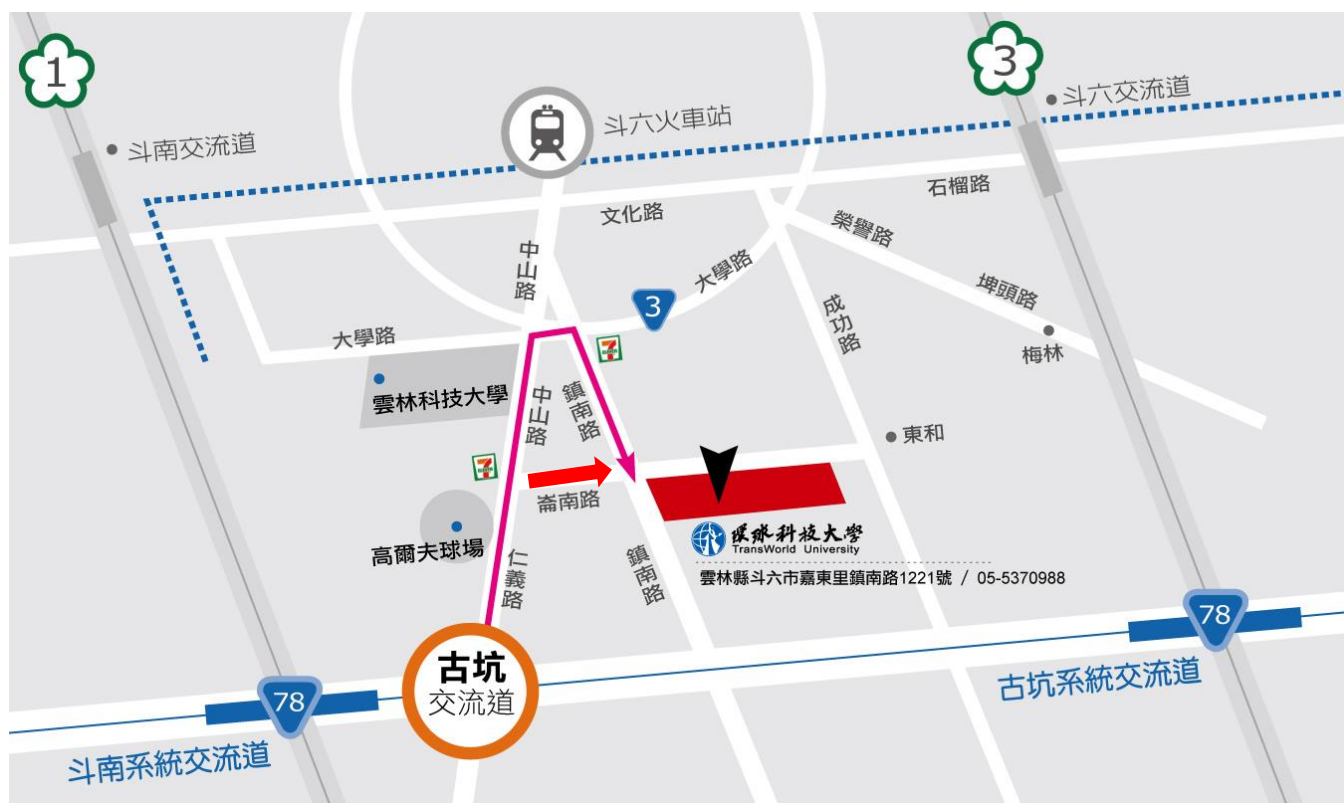 1
3
斗六交流道
斗南交流道
斗六火車站
石榴路
文化路
榮譽路
中山路
大學路
3
埤頭路
成功路
大學路
梅林
7
ELEVEN
雲林科技大學
中山路
鎮南路
東和
7
ELEVEN
崙南路
高爾夫球場
環球科技大學
TransWorld University
仁義路
鎮南路
雲林縣斗六市嘉東里鎮南路1221號 / 05-5370988
78
古坑
交流道
古坑系統交流道
78
斗南系統交流道